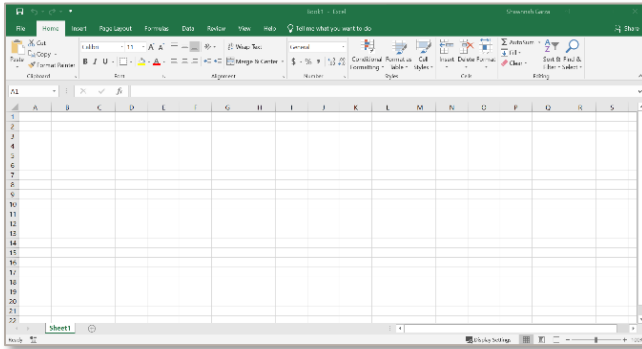 Book1 - Excel
File Home Insert Page Layout Formulas Data Review View Help Tell me what you want to do Share
Paste Cut Copy Format Painter
Calibri 11 B I U
Wrap Text Merge & Center
General $ % ,
Conditional Formatting Format as Table Cell Styles
Insert Delete Format
AutoSum Fill Clear Sort & Filter Find & Select
Clipboard Font Alignment Number Styles Cells Editing
A1 fx
A B C D E F G H I J K L M N O P Q R S
1
2
3
4
5
6
7
8
9
10
11
12
13
14
15
16
17
18
19
20
21
22
Sheet1
Ready Display Settings